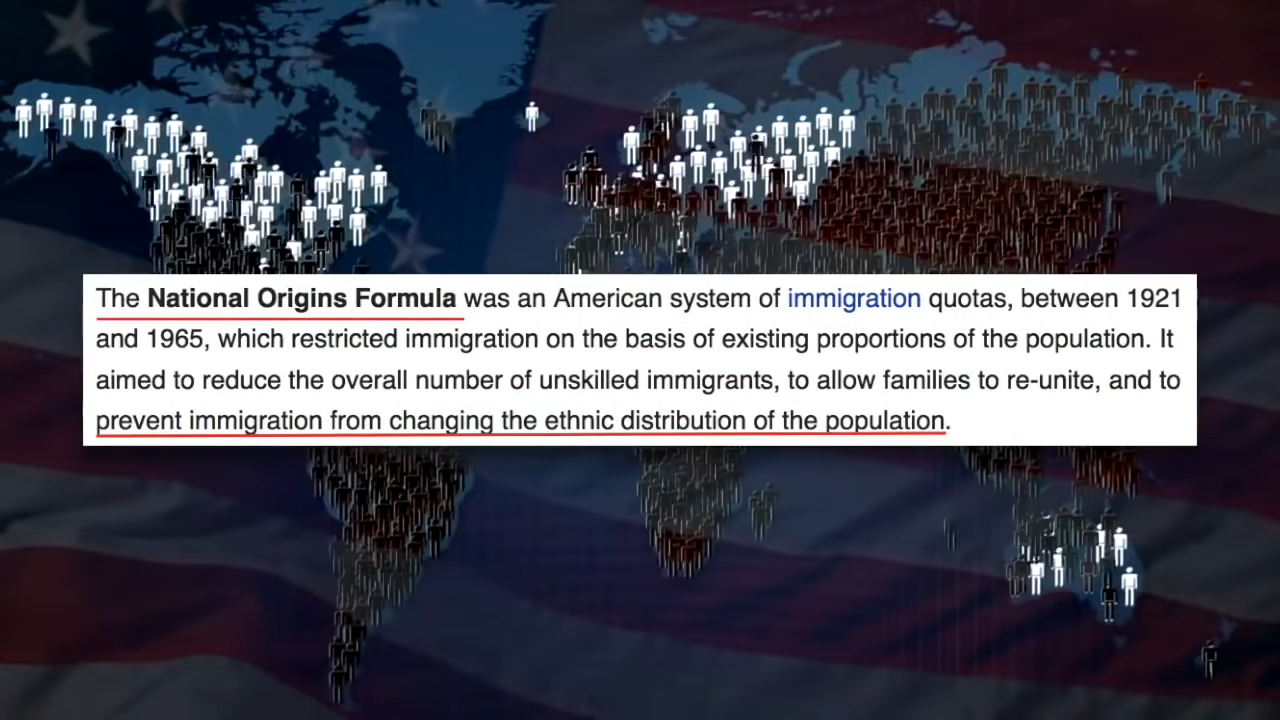 The National Origins Formula was an American system of immigration quotas, between 1921
and 1965, which restricted immigration on the basis of existing proportions of the population. It
aimed to reduce the overall number of unskilled immigrants, to allow families to re-unite, and to
prevent immigration from changing the ethnic distribution of the population.